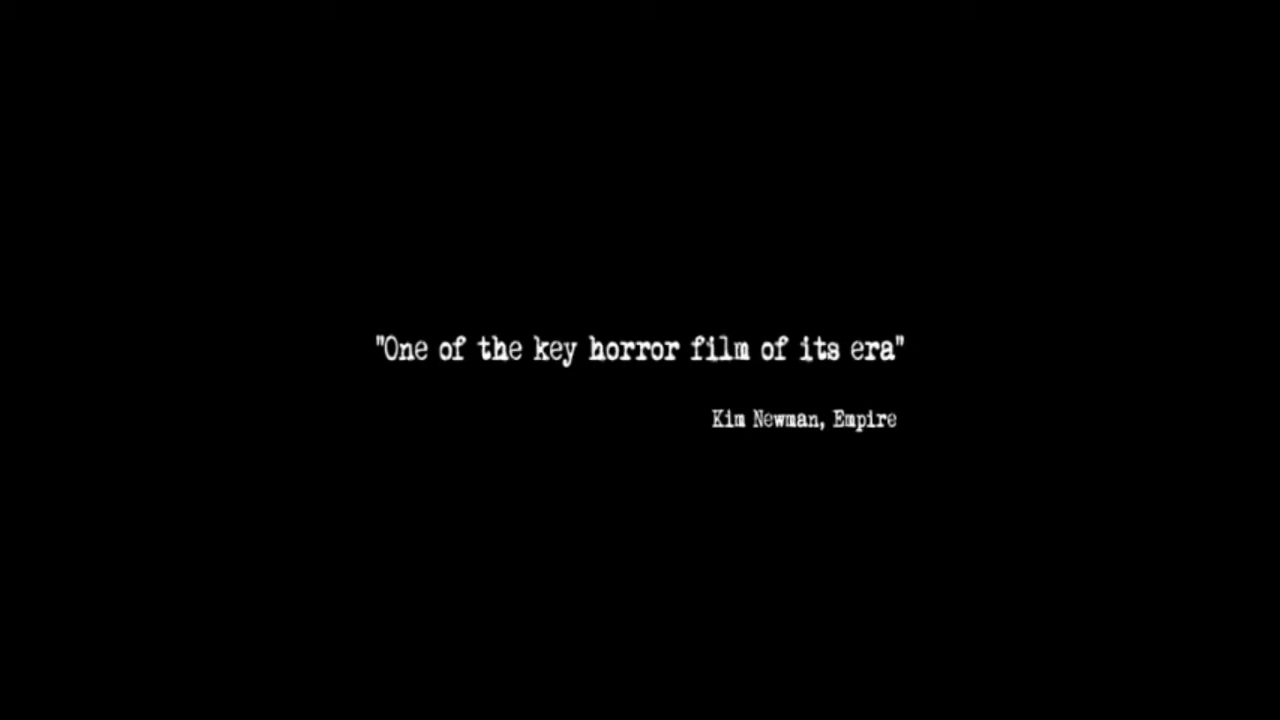 "One of the key horror film of its era"
Kim Newman, Empire